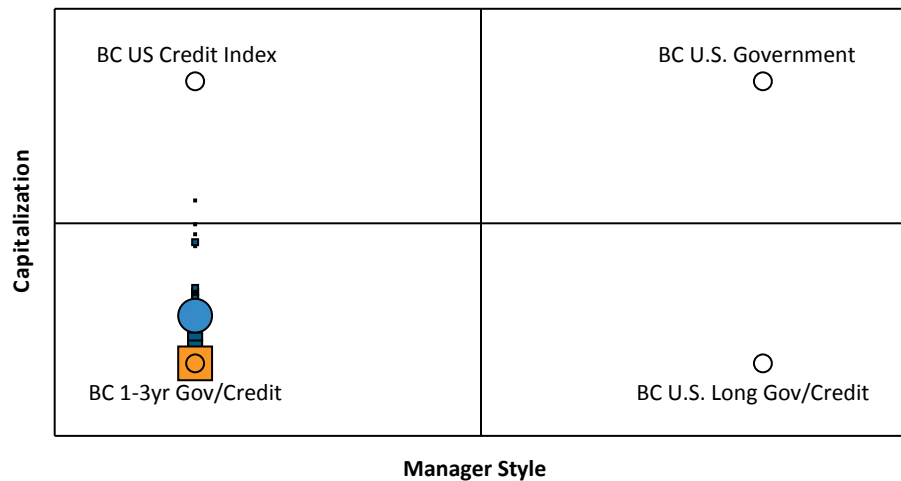 BC US Credit Index
BC U.S. Government
Capitalization
BC 1-3yr Gov/Credit
BC U.S. Long Gov/Credit
Manager Style